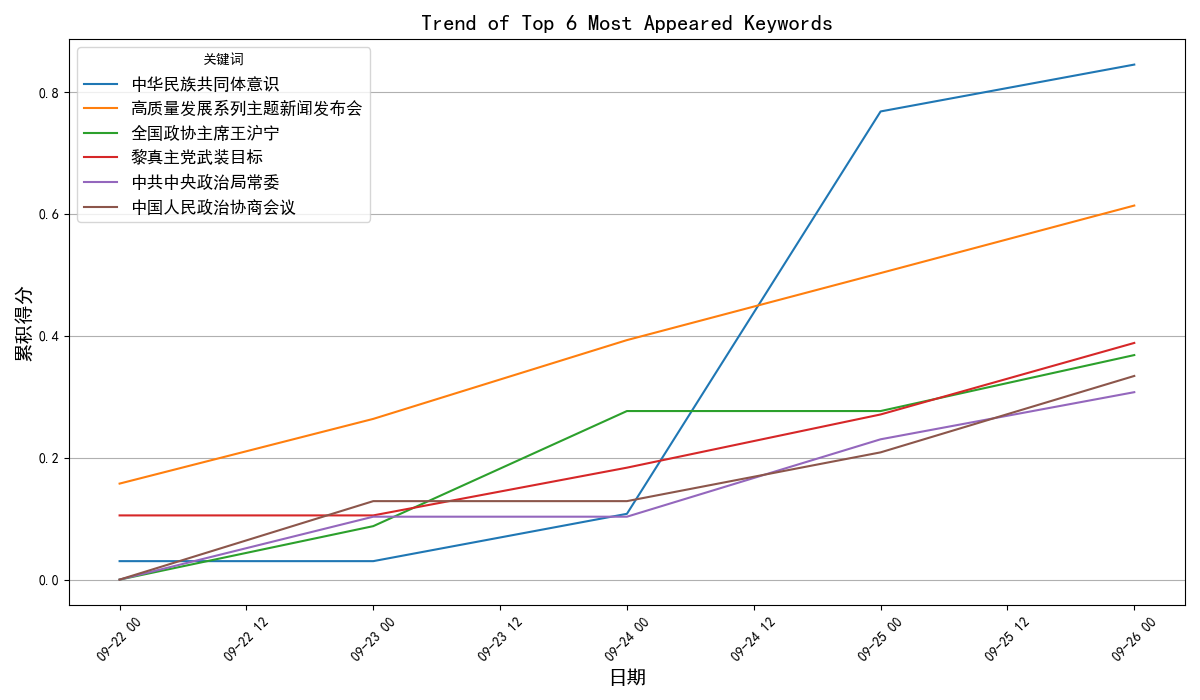 Trend of Top 6 Most Appeared Keywords
关键词
中华民族共同体意识
高质量发展系列主题新闻发布会
全国政协主席王沪宁
黎真主党武装目标
中共中央政治局常委
中国人民政治协商会议
累积得分
0.8
0.6
0.4
0.2
0.0
09-22 00
09-22 12
09-23 00
09-23 12
09-24 00
09-24 12
09-25 00
09-25 12
09-26 00
日期